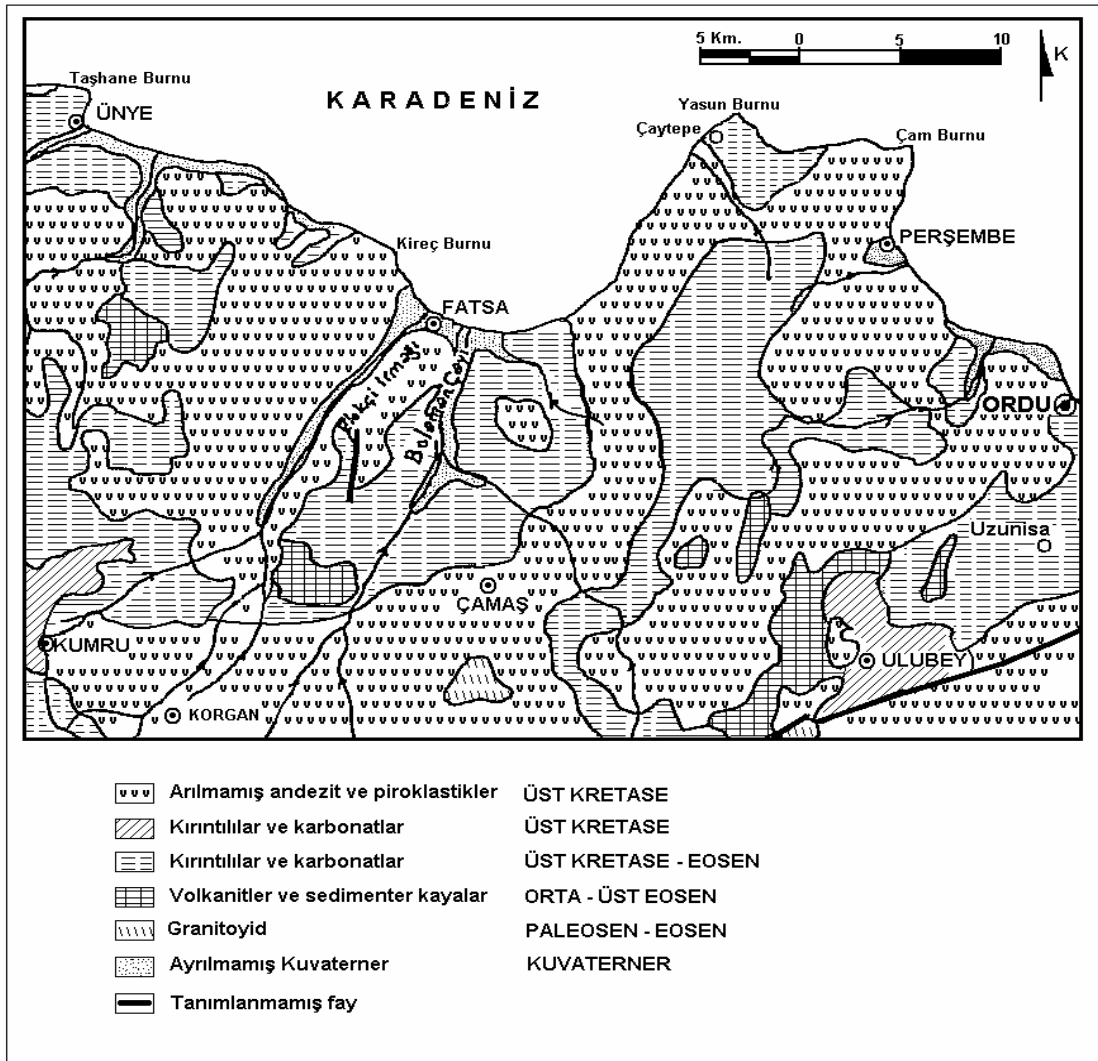 5 Km. 0 5 10
K
Taşhane Burnu
KARADENİZ
ÜNYE
Yasun Burnu
Çaytepe
Çam Burnu
PERŞEMBE
Kireç Burnu
FATSA
Bolaman Çayı
ORDU
Uzunisa
ÇAMAŞ
KUMRU
ULUBEY
KORGAN
Arılmamış andezit ve piroklastikler ÜST KRETASE
Kırıntılılar ve karbonatlar ÜST KRETASE
Kırıntılılar ve karbonatlar ÜST KRETASE - EOSEN
Volkanitler ve sedimenter kayalar ORTA - ÜST EOSEN
Granitoyid PALEOSEN - EOSEN
Ayrılmamış Kuvaterner KUVATERNER
Tanımlanmamış fay